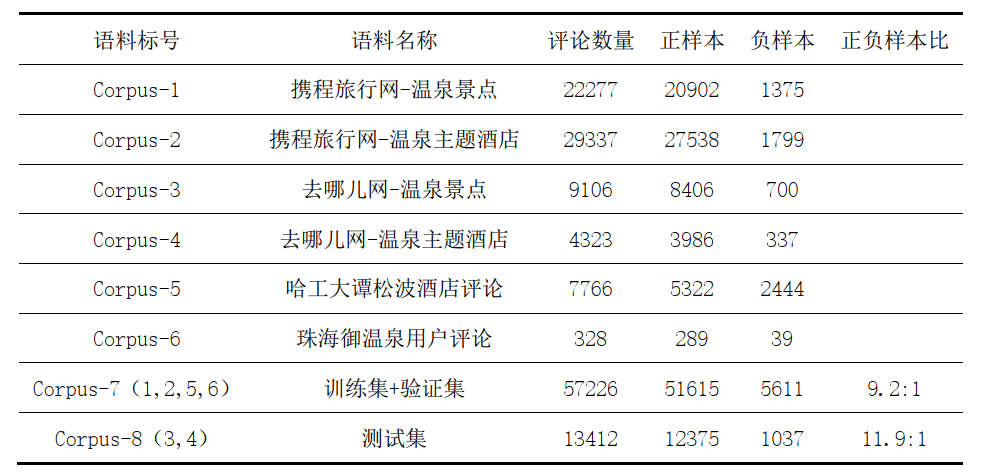 语料标号 语料名称 评论数量 正样本 负样本 正负样本比
Corpus-1 携程旅行网-温泉景点 22277 20902 1375
Corpus-2 携程旅行网-温泉主题酒店 29337 27538 1799
Corpus-3 去哪儿网-温泉景点 9106 8406 700
Corpus-4 去哪儿网-温泉主题酒店 4323 3986 337
Corpus-5 哈工大谭松波酒店评论 7766 5322 2444
Corpus-6 珠海御温泉用户评论 328 289 39
Corpus-7（1,2,5,6） 训练集+验证集 57226 51615 5611 9.2:1
Corpus-8（3,4） 测试集 13412 12375 1037 11.9:1